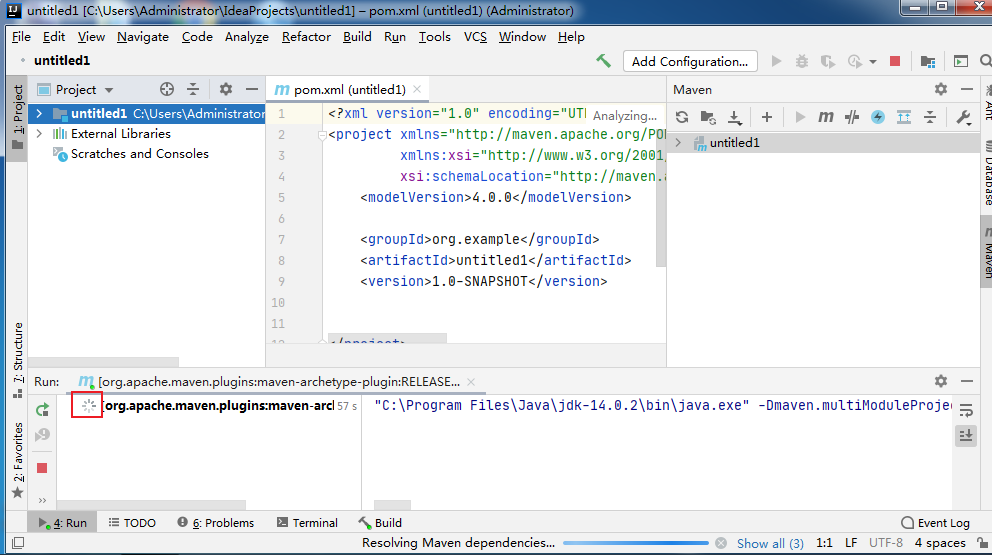 untitled1 [C:\Users\Administrator\IdeaProjects\untitled1] – pom.xml (untitled1) (Administrator)
File Edit View Navigate Code Analyze Refactor Build Run Tools VCS Window Help
untitled1
Add Configuration...
1: Project
Project
pom.xml (untitled1)
Maven
Ant
untitled1 C:\Users\Administrator
External Libraries
Scratches and Consoles
Analyzing...
1 <?xml version="1.0" encoding="UT
2 <project xmlns="http://maven.apache.org/PO
3 xmlns:xsi="http://www.w3.org/2001/
4 xsi:schemaLocation="http://maven.a
5 <modelVersion>4.0.0</modelVersion>
6
7 <groupId>org.example</groupId>
8 <artifactId>untitled1</artifactId>
9 <version>1.0-SNAPSHOT</version>
10
11
</project>
untitled1
Database
Maven
7: Structure
2: Favorites
Run: [org.apache.maven.plugins:maven-archetype-plugin:RELEASE...
[org.apache.maven.plugins:maven-arc 57 s
"C:\Program Files\Java\jdk-14.0.2\bin\java.exe" -Dmaven.multiModuleProjec
4: Run TODO 6: Problems Terminal Build Event Log
Resolving Maven dependencies... Show all (3) 1:1 LF UTF-8 4 spaces